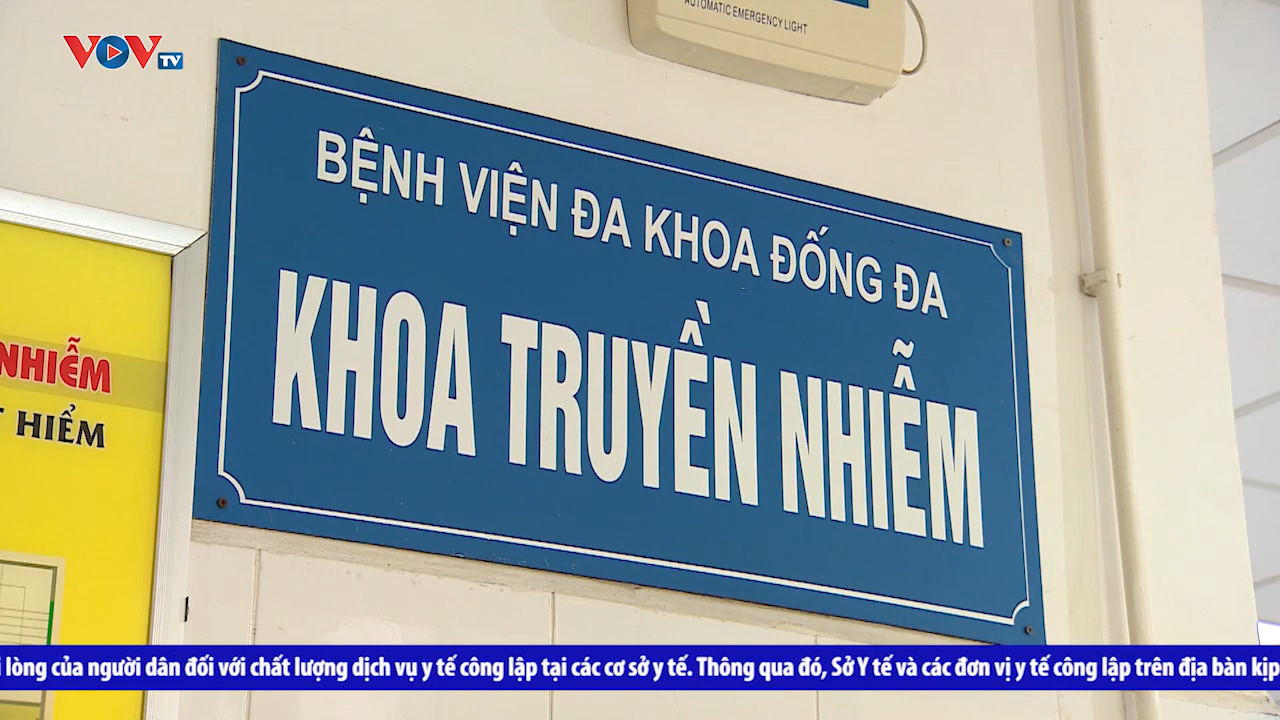 AUTOMATIC EMERGENCY LIGHT
VOV TV
BỆNH VIỆN ĐA KHOA ĐỐNG ĐA
KHOA TRUYỀN NHIỄM
NHIỄM
HIỂM
lòng của người dân đối với chất lượng dịch vụ y tế công lập tại các cơ sở y tế. Thông qua đó, Sở Y tế và các đơn vị y tế công lập trên địa bàn kịp